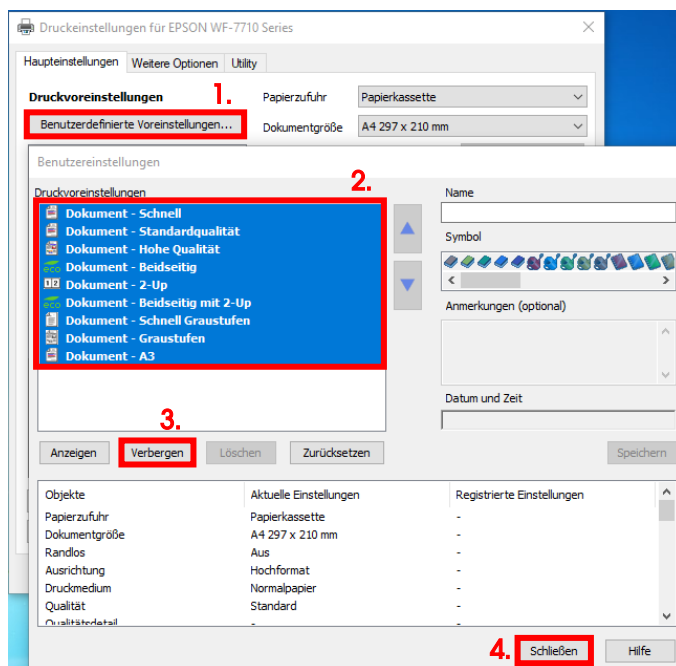 Druckeinstellungen für EPSON WF-7710 Series
Haupteinstellungen Weitere Optionen Utility
Druckvoreinstellungen 1. Papierzufuhr Papierkassette
Benutzerdefinierte Voreinstellungen... Dokumentgröße A4 297 x 210 mm
Benutzereinstellungen
Druckvoreinstellungen 2. Name
Dokument - Schnell
Dokument - Standardqualität
Symbol
Dokument - Hohe Qualität
eco Dokument - Beidseitig
12 Dokument - 2-Up
eco Dokument - Beidseitig mit 2-Up
Anmerkungen (optional)
Dokument - Schnell Graustufen
Dokument - Graustufen
Dokument - A3
Datum und Zeit
3.
Anzeigen Verbergen Löschen Zurücksetzen Speichern
Objekte Aktuelle Einstellungen Registrierte Einstellungen
Papierzufuhr Papierkassette -
Dokumentgröße A4 297 x 210 mm -
Randlos Aus -
Ausrichtung Hochformat -
Druckmedium Normalpapier -
Qualität Standard -
Qualitätsdetail - -
4. Schließen Hilfe